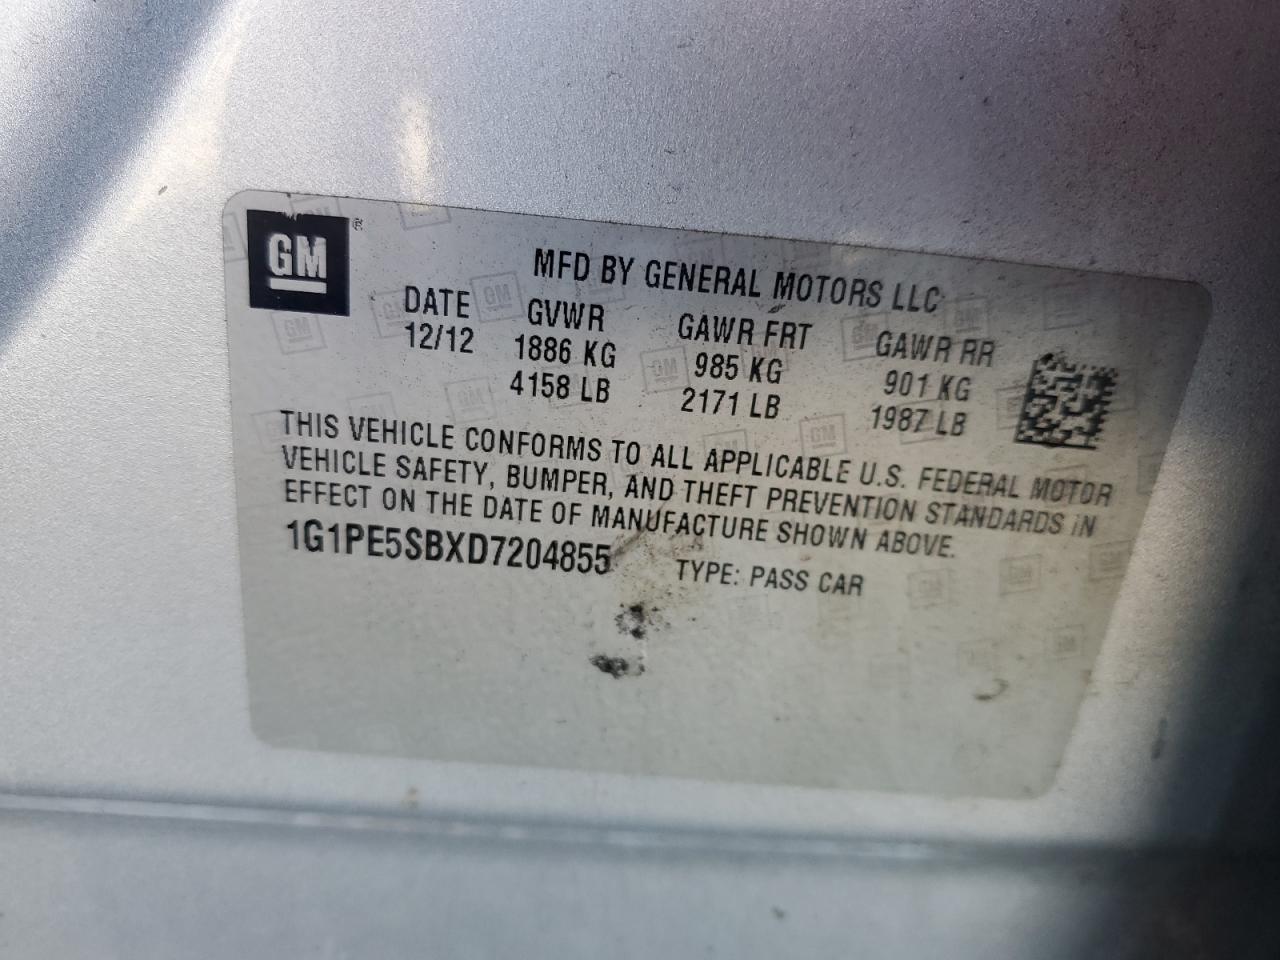 GM
MFD BY GENERAL MOTORS LLC
DATE GVWR GAWR FRT GAWR RR
12/12 1886 KG 985 KG 901 KG
4158 LB 2171 LB 1987 LB
THIS VEHICLE CONFORMS TO ALL APPLICABLE U.S. FEDERAL MOTOR
VEHICLE SAFETY, BUMPER, AND THEFT PREVENTION STANDARDS IN
EFFECT ON THE DATE OF MANUFACTURE SHOWN ABOVE.
1G1PE5SBXD7204855 TYPE: PASS CAR